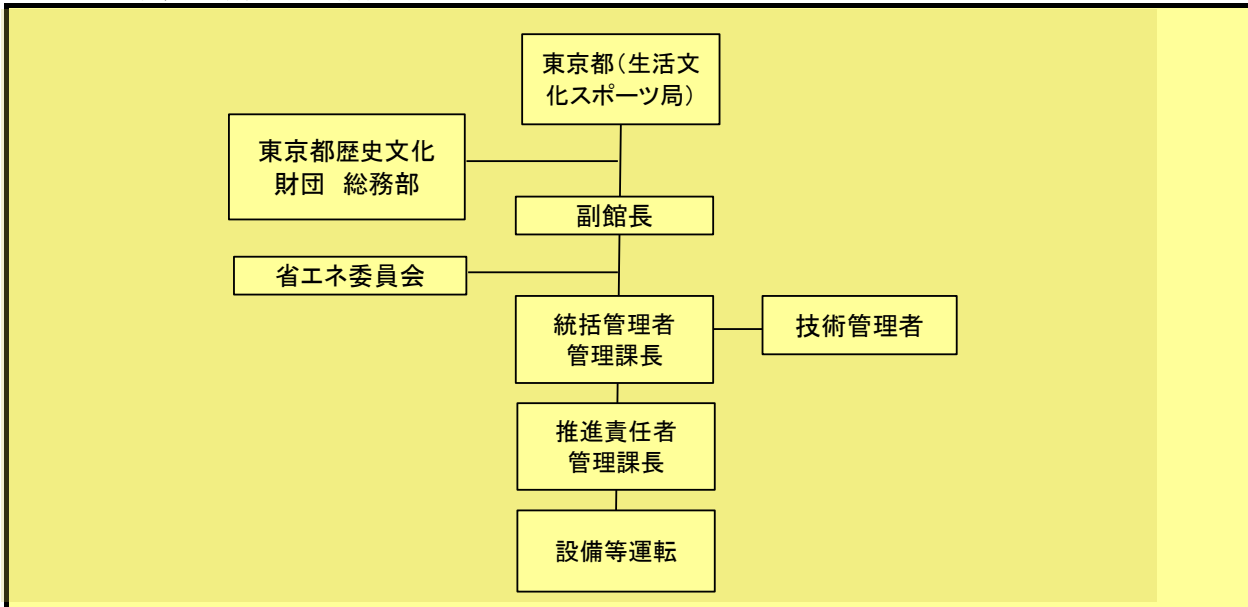 東京都(生活文
化スポーツ局)
東京都歴史文化
財団　総務部
副館長
省エネ委員会
統括管理者
管理課長
技術管理者
推進責任者
管理課長
設備等運転